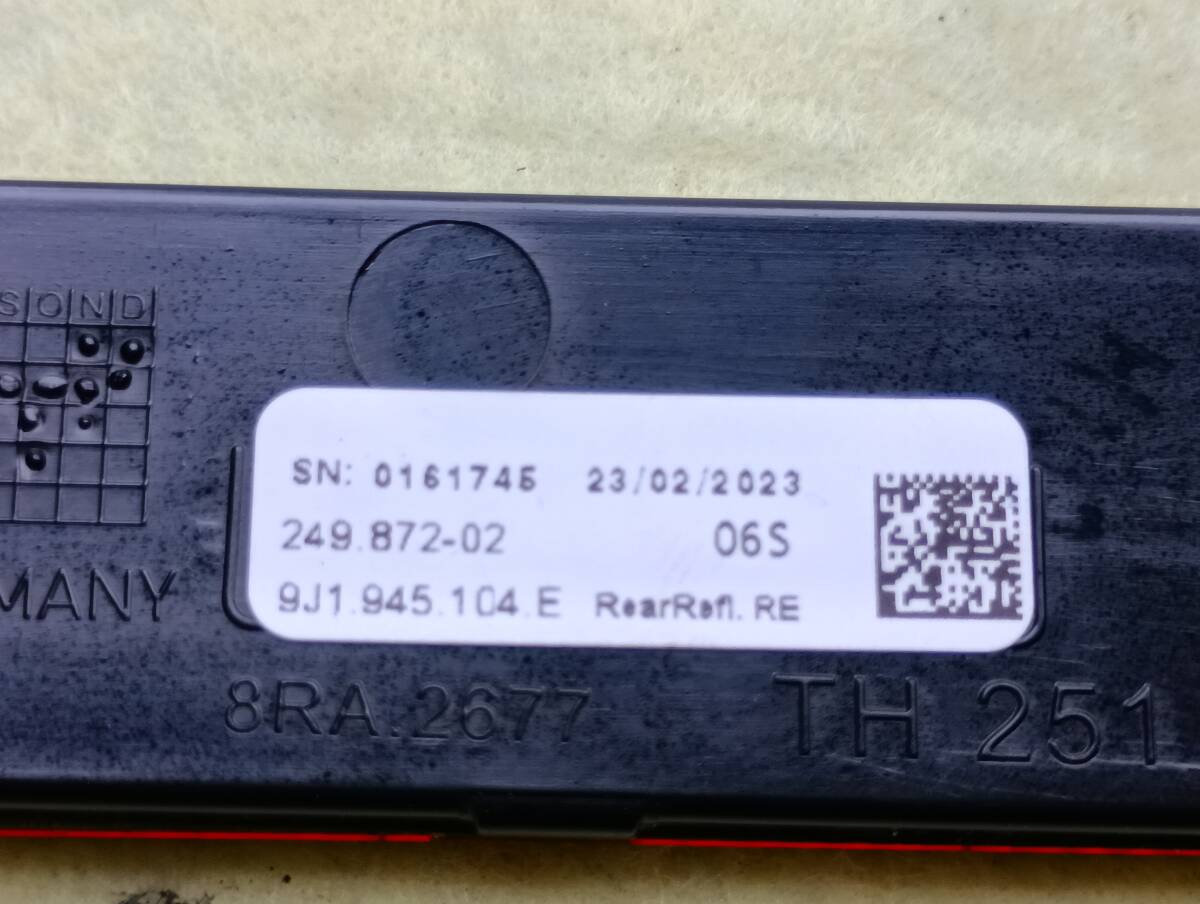 S O N D
SN: 0161745 23/02/2023
249.872-02 06S
9J1.945.104.E RearRefl. RE
MANY
8RA.2677 TH 251